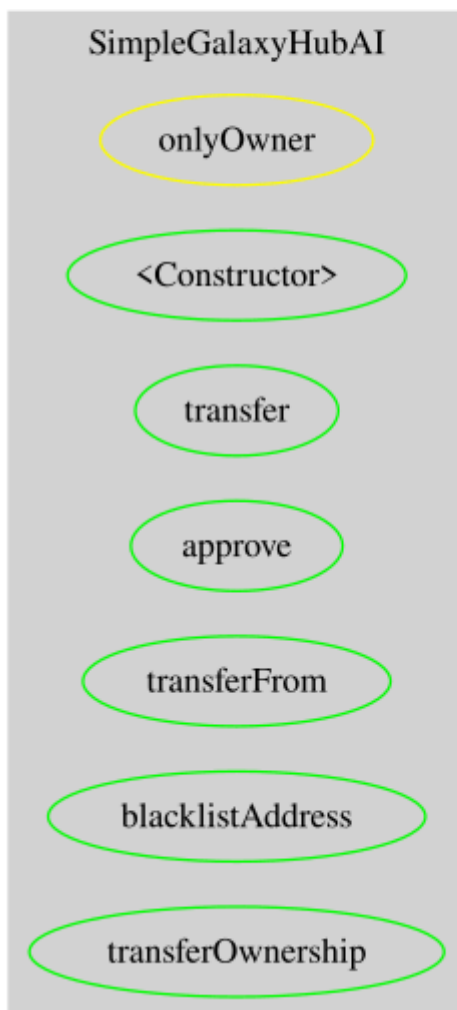 SimpleGalaxyHubAI
onlyOwner
<Constructor>
transfer
approve
transferFrom
blacklistAddress
transferOwnership